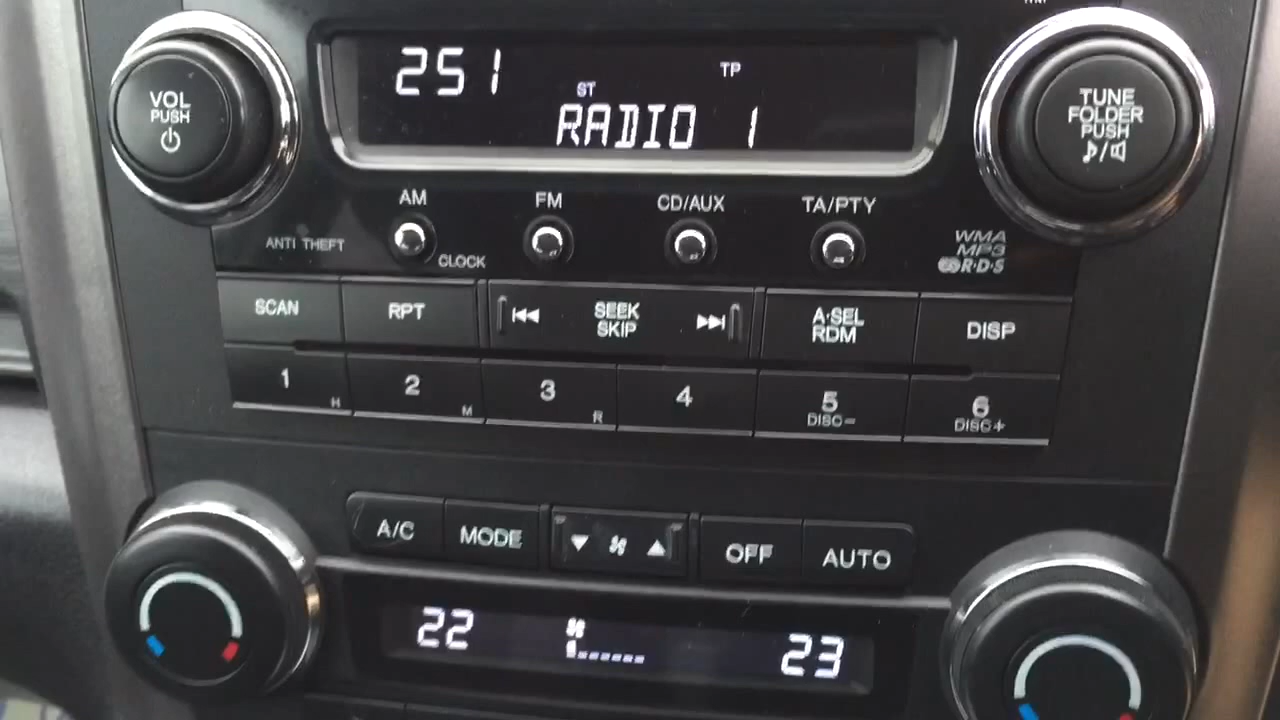 251
TP
ST
RADIO 1
VOL
PUSH
TUNE
FOLDER
PUSH
AM
FM
CD/AUX
TA/PTY
ANTI THEFT
CLOCK
WMA
MP3
R·D·S
SCAN
RPT
SEEK
SKIP
A·SEL
RDM
DISP
1
H
2
M
3
R
4
5
DISC-
6
DISC+
A/C
MODE
OFF
AUTO
22
23